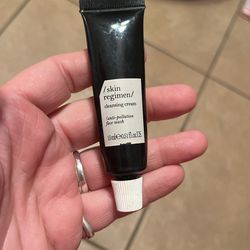 /skin
regimen/
cleansing cream
/anti-pollution
face wash